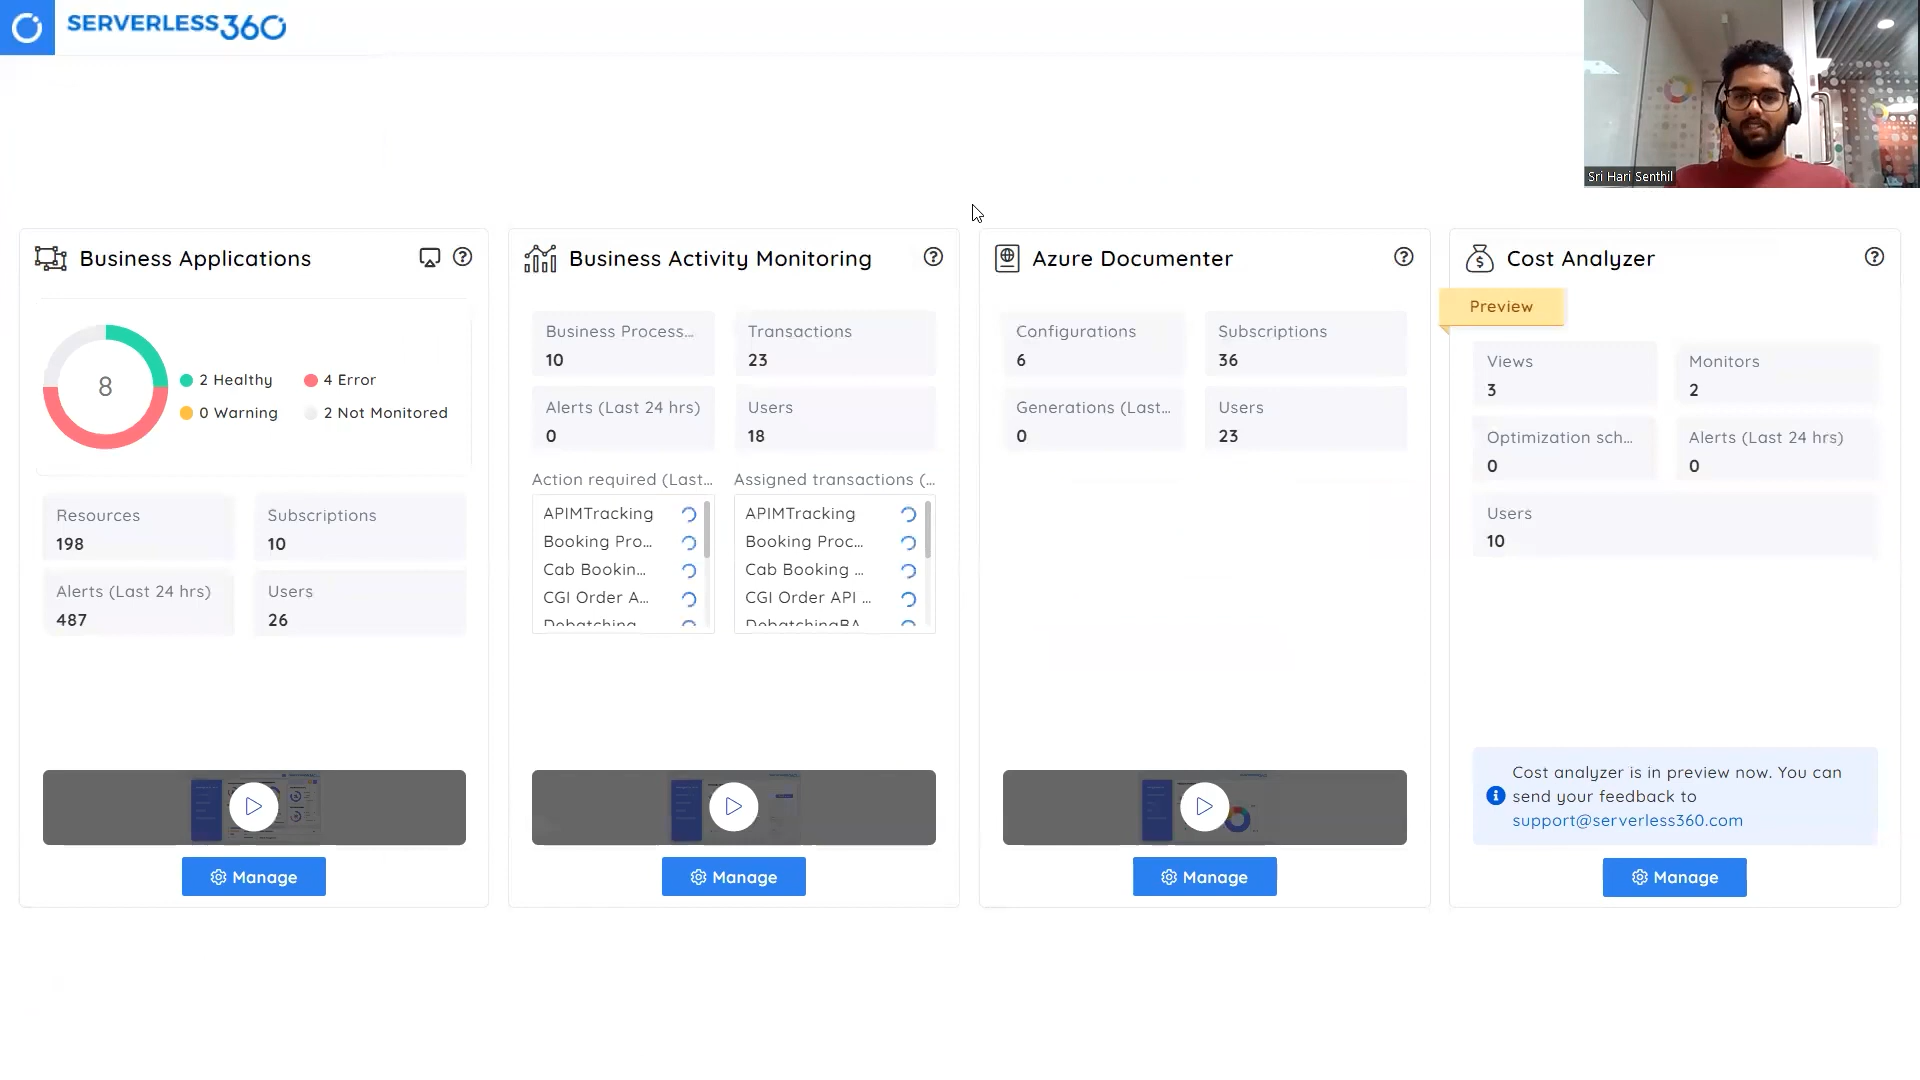 SERVERLESS360
Sri Hari Senthil
Business Applications
8
2 Healthy
4 Error
0 Warning
2 Not Monitored
Resources
198
Subscriptions
10
Alerts (Last 24 hrs)
487
Users
26
Manage
Business Activity Monitoring
Business Process...
10
Transactions
23
Alerts (Last 24 hrs)
0
Users
18
Action required (Last...
APIMTracking
Booking Pro...
Cab Bookin...
CGI Order A...
Debatching
Assigned transactions (...
APIMTracking
Booking Proc...
Cab Booking ...
CGI Order API ...
DebatchingBA
Manage
Azure Documenter
Configurations
6
Subscriptions
36
Generations (Last...
0
Users
23
Manage
Cost Analyzer
Preview
Views
3
Monitors
2
Optimization sch...
0
Alerts (Last 24 hrs)
0
Users
10
Cost analyzer is in preview now. You can
send your feedback to
support@serverless360.com
Manage